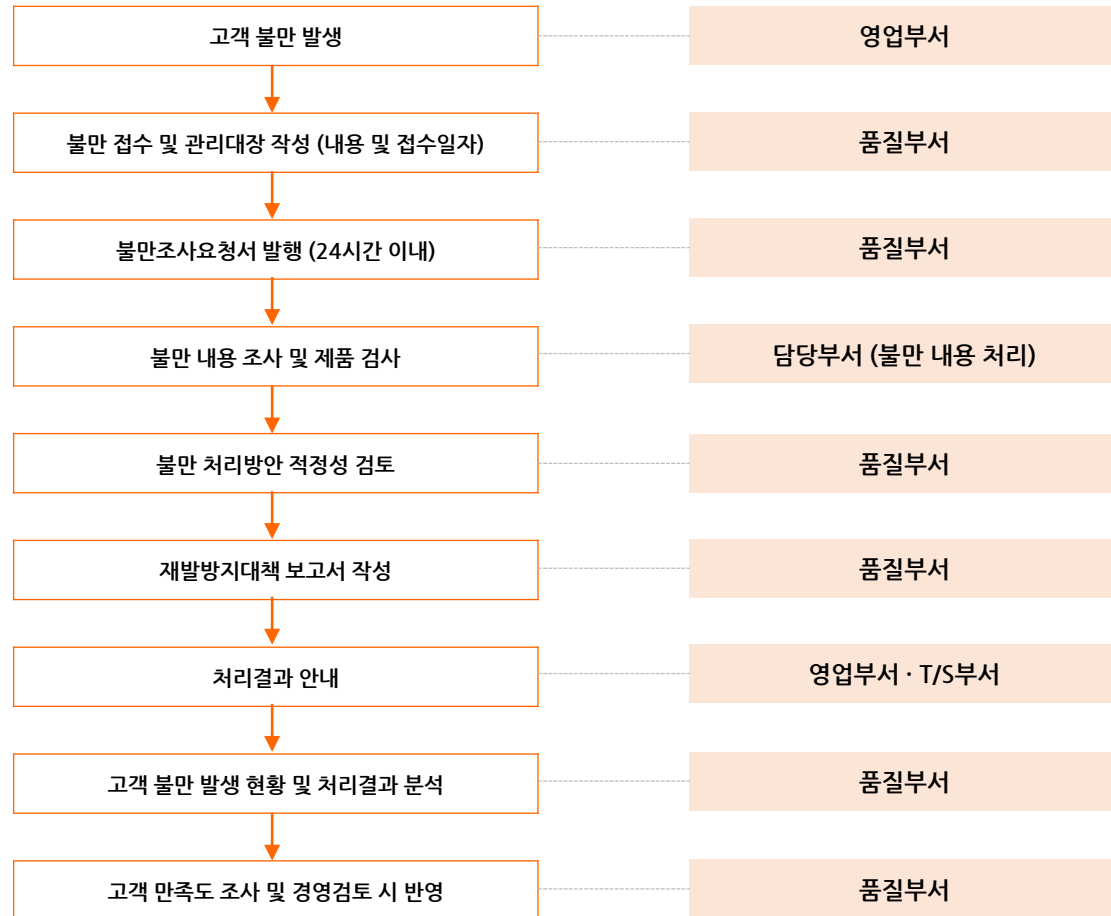 고객 불만 발생
영업부서
불만 접수 및 관리대장 작성 (내용 및 접수일자)
품질부서
불만조사요청서 발행 (24시간 이내)
품질부서
불만 내용 조사 및 제품 검사
담당부서 (불만 내용 처리)
불만 처리방안 적정성 검토
품질부서
재발방지대책 보고서 작성
품질부서
처리결과 안내
영업부서 · T/S부서
고객 불만 발생 현황 및 처리결과 분석
품질부서
고객 만족도 조사 및 경영검토 시 반영
품질부서